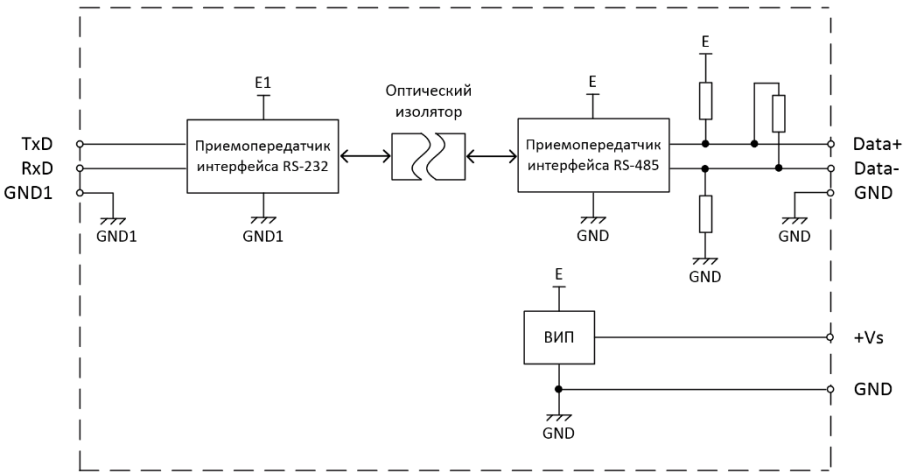 E
E1
Оптический
изолятор
E
TxD
RxD
GND1
Приемопередатчик
интерфейса RS-232
Приемопередатчик
интерфейса RS-485
Data+
Data-
GND
GND1
GND1
GND
GND
GND
E
ВИП
+Vs
GND
GND